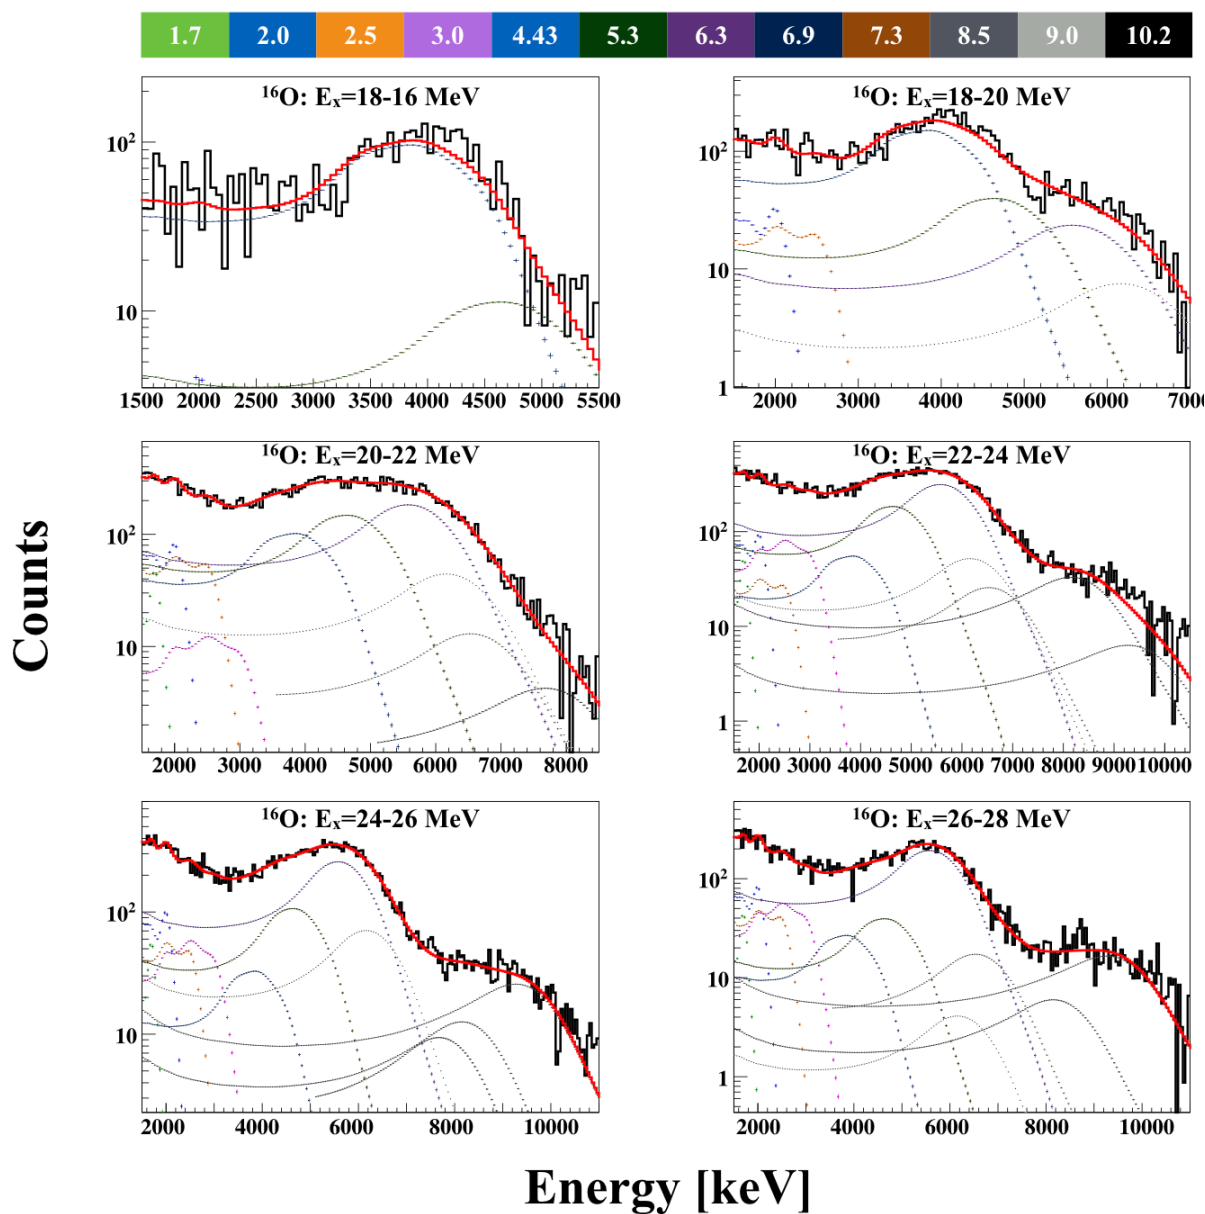 1.7 2.0 2.5 3.0 4.43 5.3 6.3 6.9 7.3 8.5 9.0 10.2
¹⁶O: Eₓ=18-16 MeV
10²
10
1500 2000 2500 3000 3500 4000 4500 5000 5500
¹⁶O: Eₓ=18-20 MeV
10²
10
1
2000 3000 4000 5000 6000 7000
¹⁶O: Eₓ=20-22 MeV
10²
10
2000 3000 4000 5000 6000 7000 8000
¹⁶O: Eₓ=22-24 MeV
10²
10
1
2000 3000 4000 5000 6000 7000 8000 9000 10000
¹⁶O: Eₓ=24-26 MeV
10²
10
2000 4000 6000 8000 10000
¹⁶O: Eₓ=26-28 MeV
10²
10
1
2000 4000 6000 8000 10000
Counts
Energy [keV]